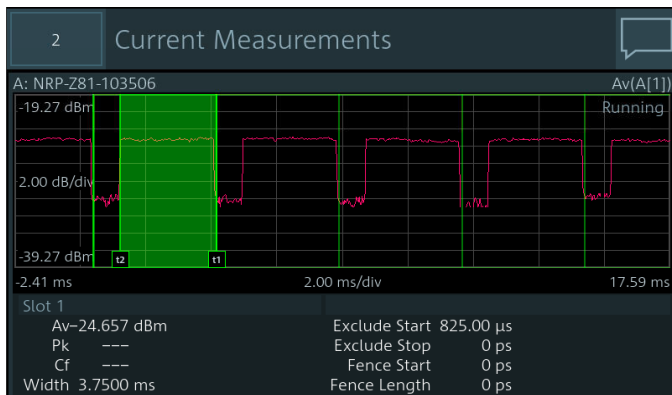 2 Current Measurements
A: NRP-Z81-103506 Av(A[1])
-19.27 dBm Running
2.00 dB/div
-39.27 dBm t2 t1
-2.41 ms 2.00 ms/div 17.59 ms
Slot 1
Av -24.657 dBm Exclude Start 825.00 µs
Pk --- Exclude Stop 0 ps
Cf --- Fence Start 0 ps
Width 3.7500 ms Fence Length 0 ps